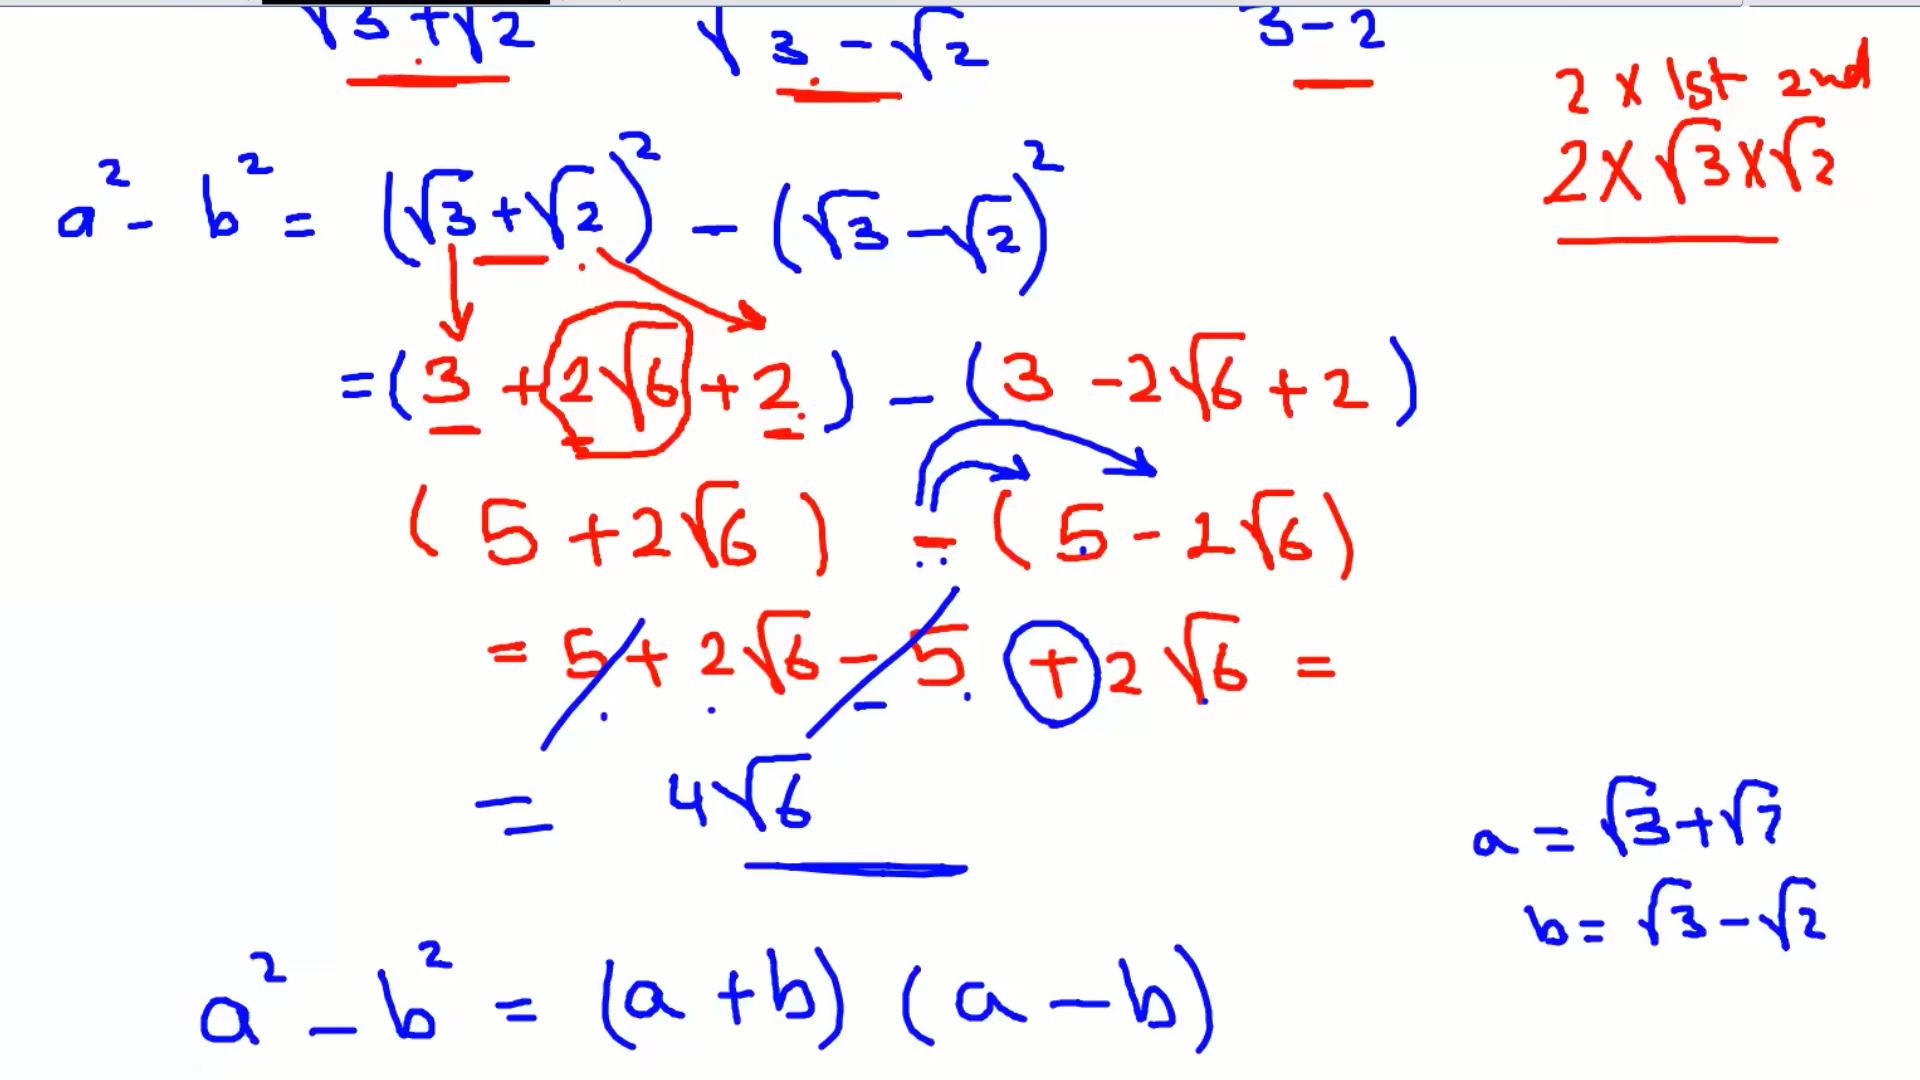 √3+√2 √3-√2 3-2
2 x 1st 2nd
2×√3×√2
a²- b² = (√3+√2)² - (√3-√2)²
=(3 +2√6 +2) - (3 -2√6 +2)
(5+2√6) - (5-2√6)
= 5+ 2√6 - 5 + 2√6 =
= 4√6
a = √3+√2
b= √3-√2
a² - b² = (a +b) (a - b)